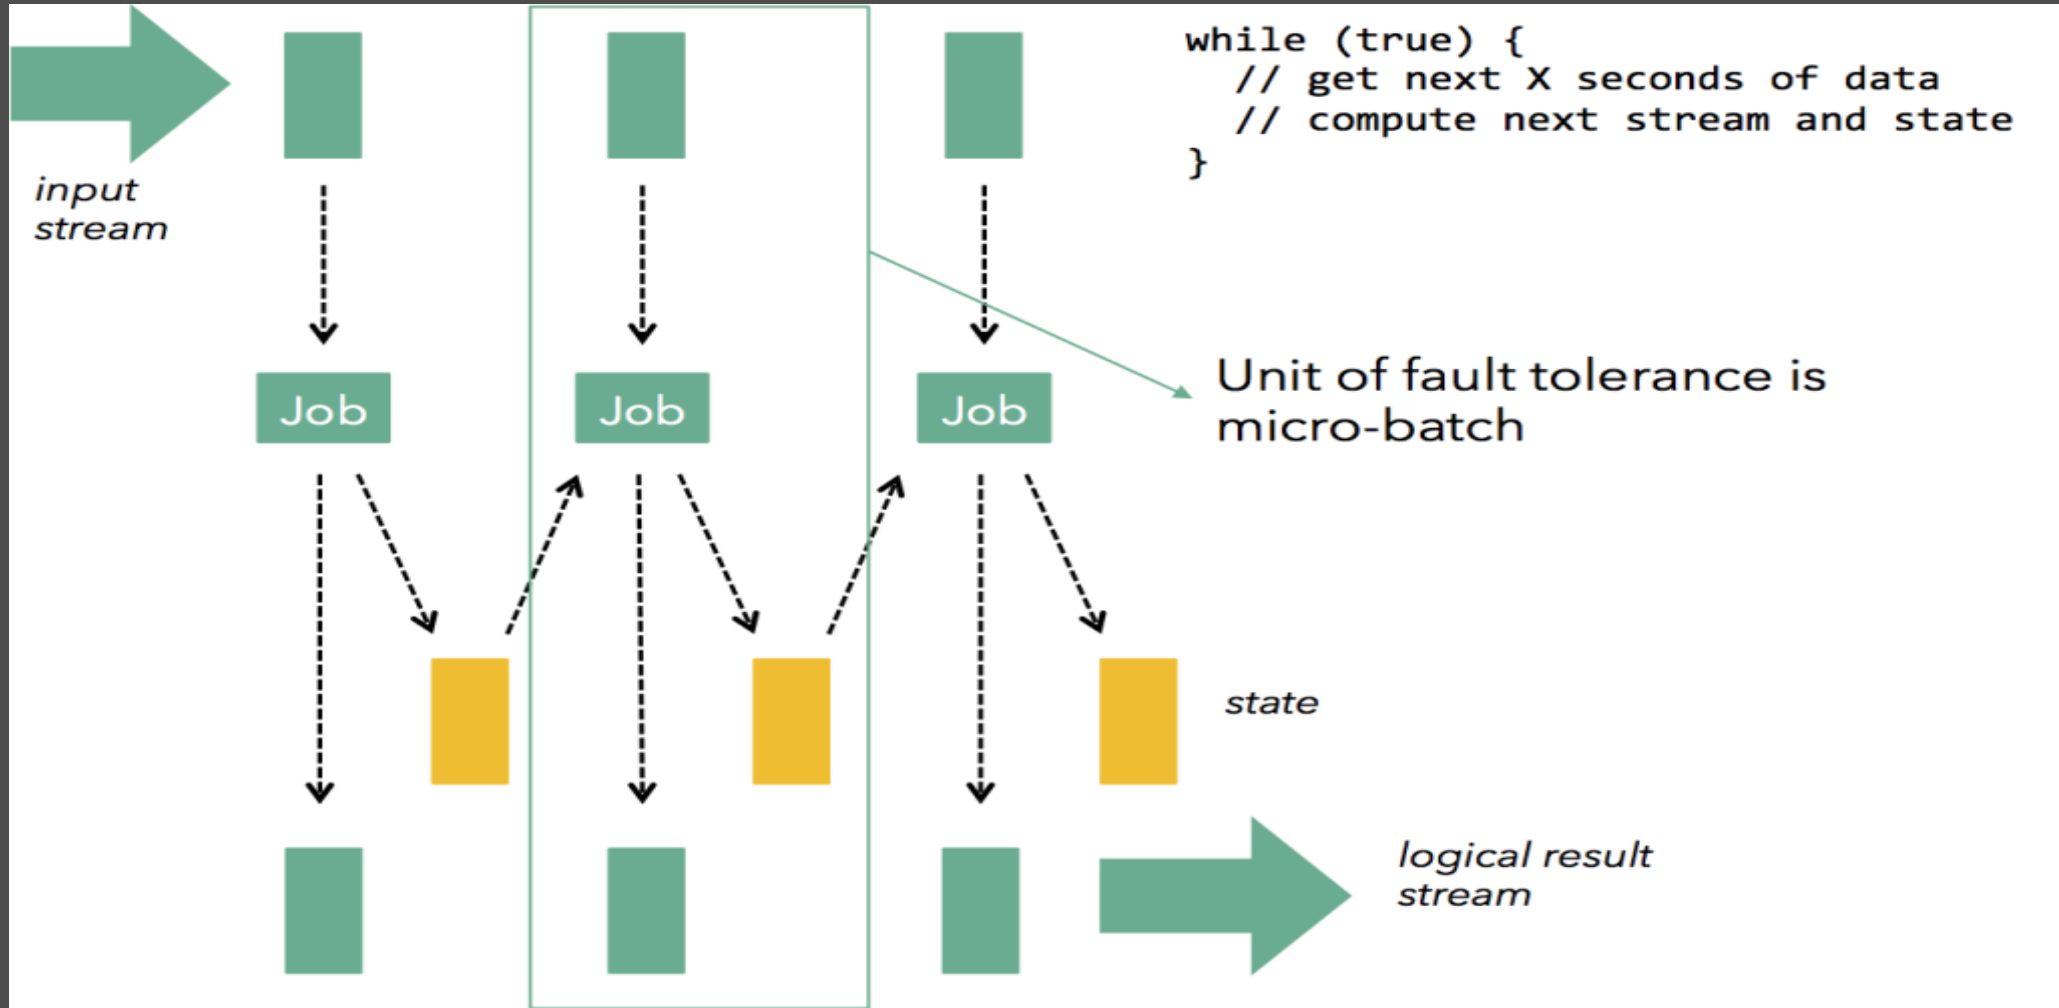 while (true) {
// get next X seconds of data
// compute next stream and state
}
input
stream
Job
Job
Job
Unit of fault tolerance is
micro-batch
state
logical result
stream